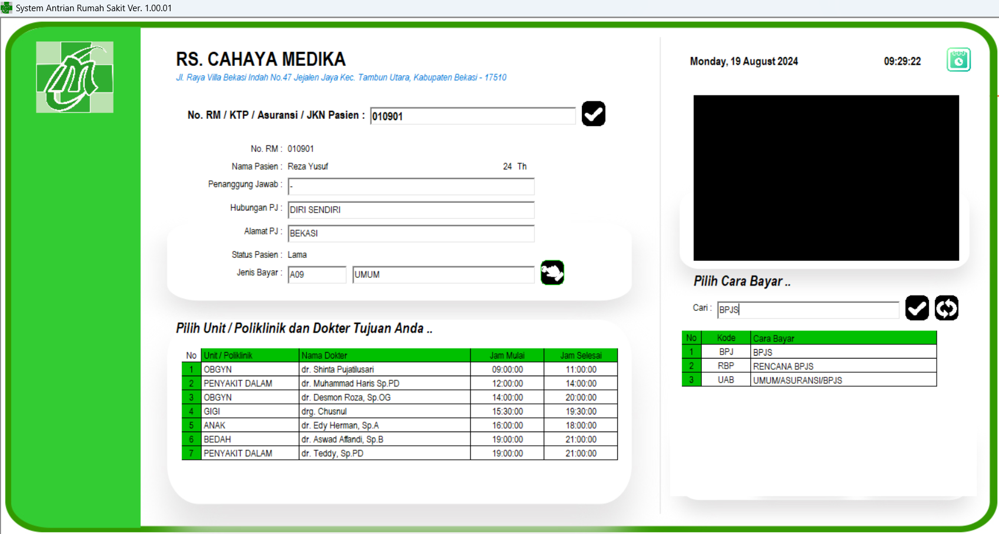 System Antrian Rumah Sakit Ver. 1.00.01
RS. CAHAYA MEDIKA
Jl. Raya Villa Bekasi Indah No.47 Jejalen Jaya Kec. Tambun Utara, Kabupaten Bekasi - 17510
No. RM / KTP / Asuransi / JKN Pasien : 010901
No. RM : 010901
Nama Pasien : Reza Yusuf 24 Th
Penanggung Jawab : -
Hubungan PJ : DIRI SENDIRI
Alamat PJ : BEKASI
Status Pasien : Lama
Jenis Bayar : A09 UMUM
Pilih Unit / Poliklinik dan Dokter Tujuan Anda ..
No Unit / Poliklinik Nama Dokter Jam Mulai Jam Selesai
1 OBGYN dr. Shinta Pujatilusari 09:00:00 11:00:00
2 PENYAKIT DALAM dr. Muhammad Haris Sp.PD 12:00:00 14:00:00
3 OBGYN dr. Desmon Roza, Sp.OG 14:00:00 20:00:00
4 GIGI drg. Chusnul 15:30:00 19:30:00
5 ANAK dr. Edy Herman, Sp.A 16:00:00 18:00:00
6 BEDAH dr. Aswad Affandi, Sp.B 19:00:00 21:00:00
7 PENYAKIT DALAM dr. Teddy, Sp.PD 19:00:00 21:00:00
Monday, 19 August 2024 09:29:22
Pilih Cara Bayar ..
Cari : BPJS
No Kode Cara Bayar
1 BPJ BPJS
2 RBP RENCANA BPJS
3 UAB UMUM/ASURANSI/BPJS